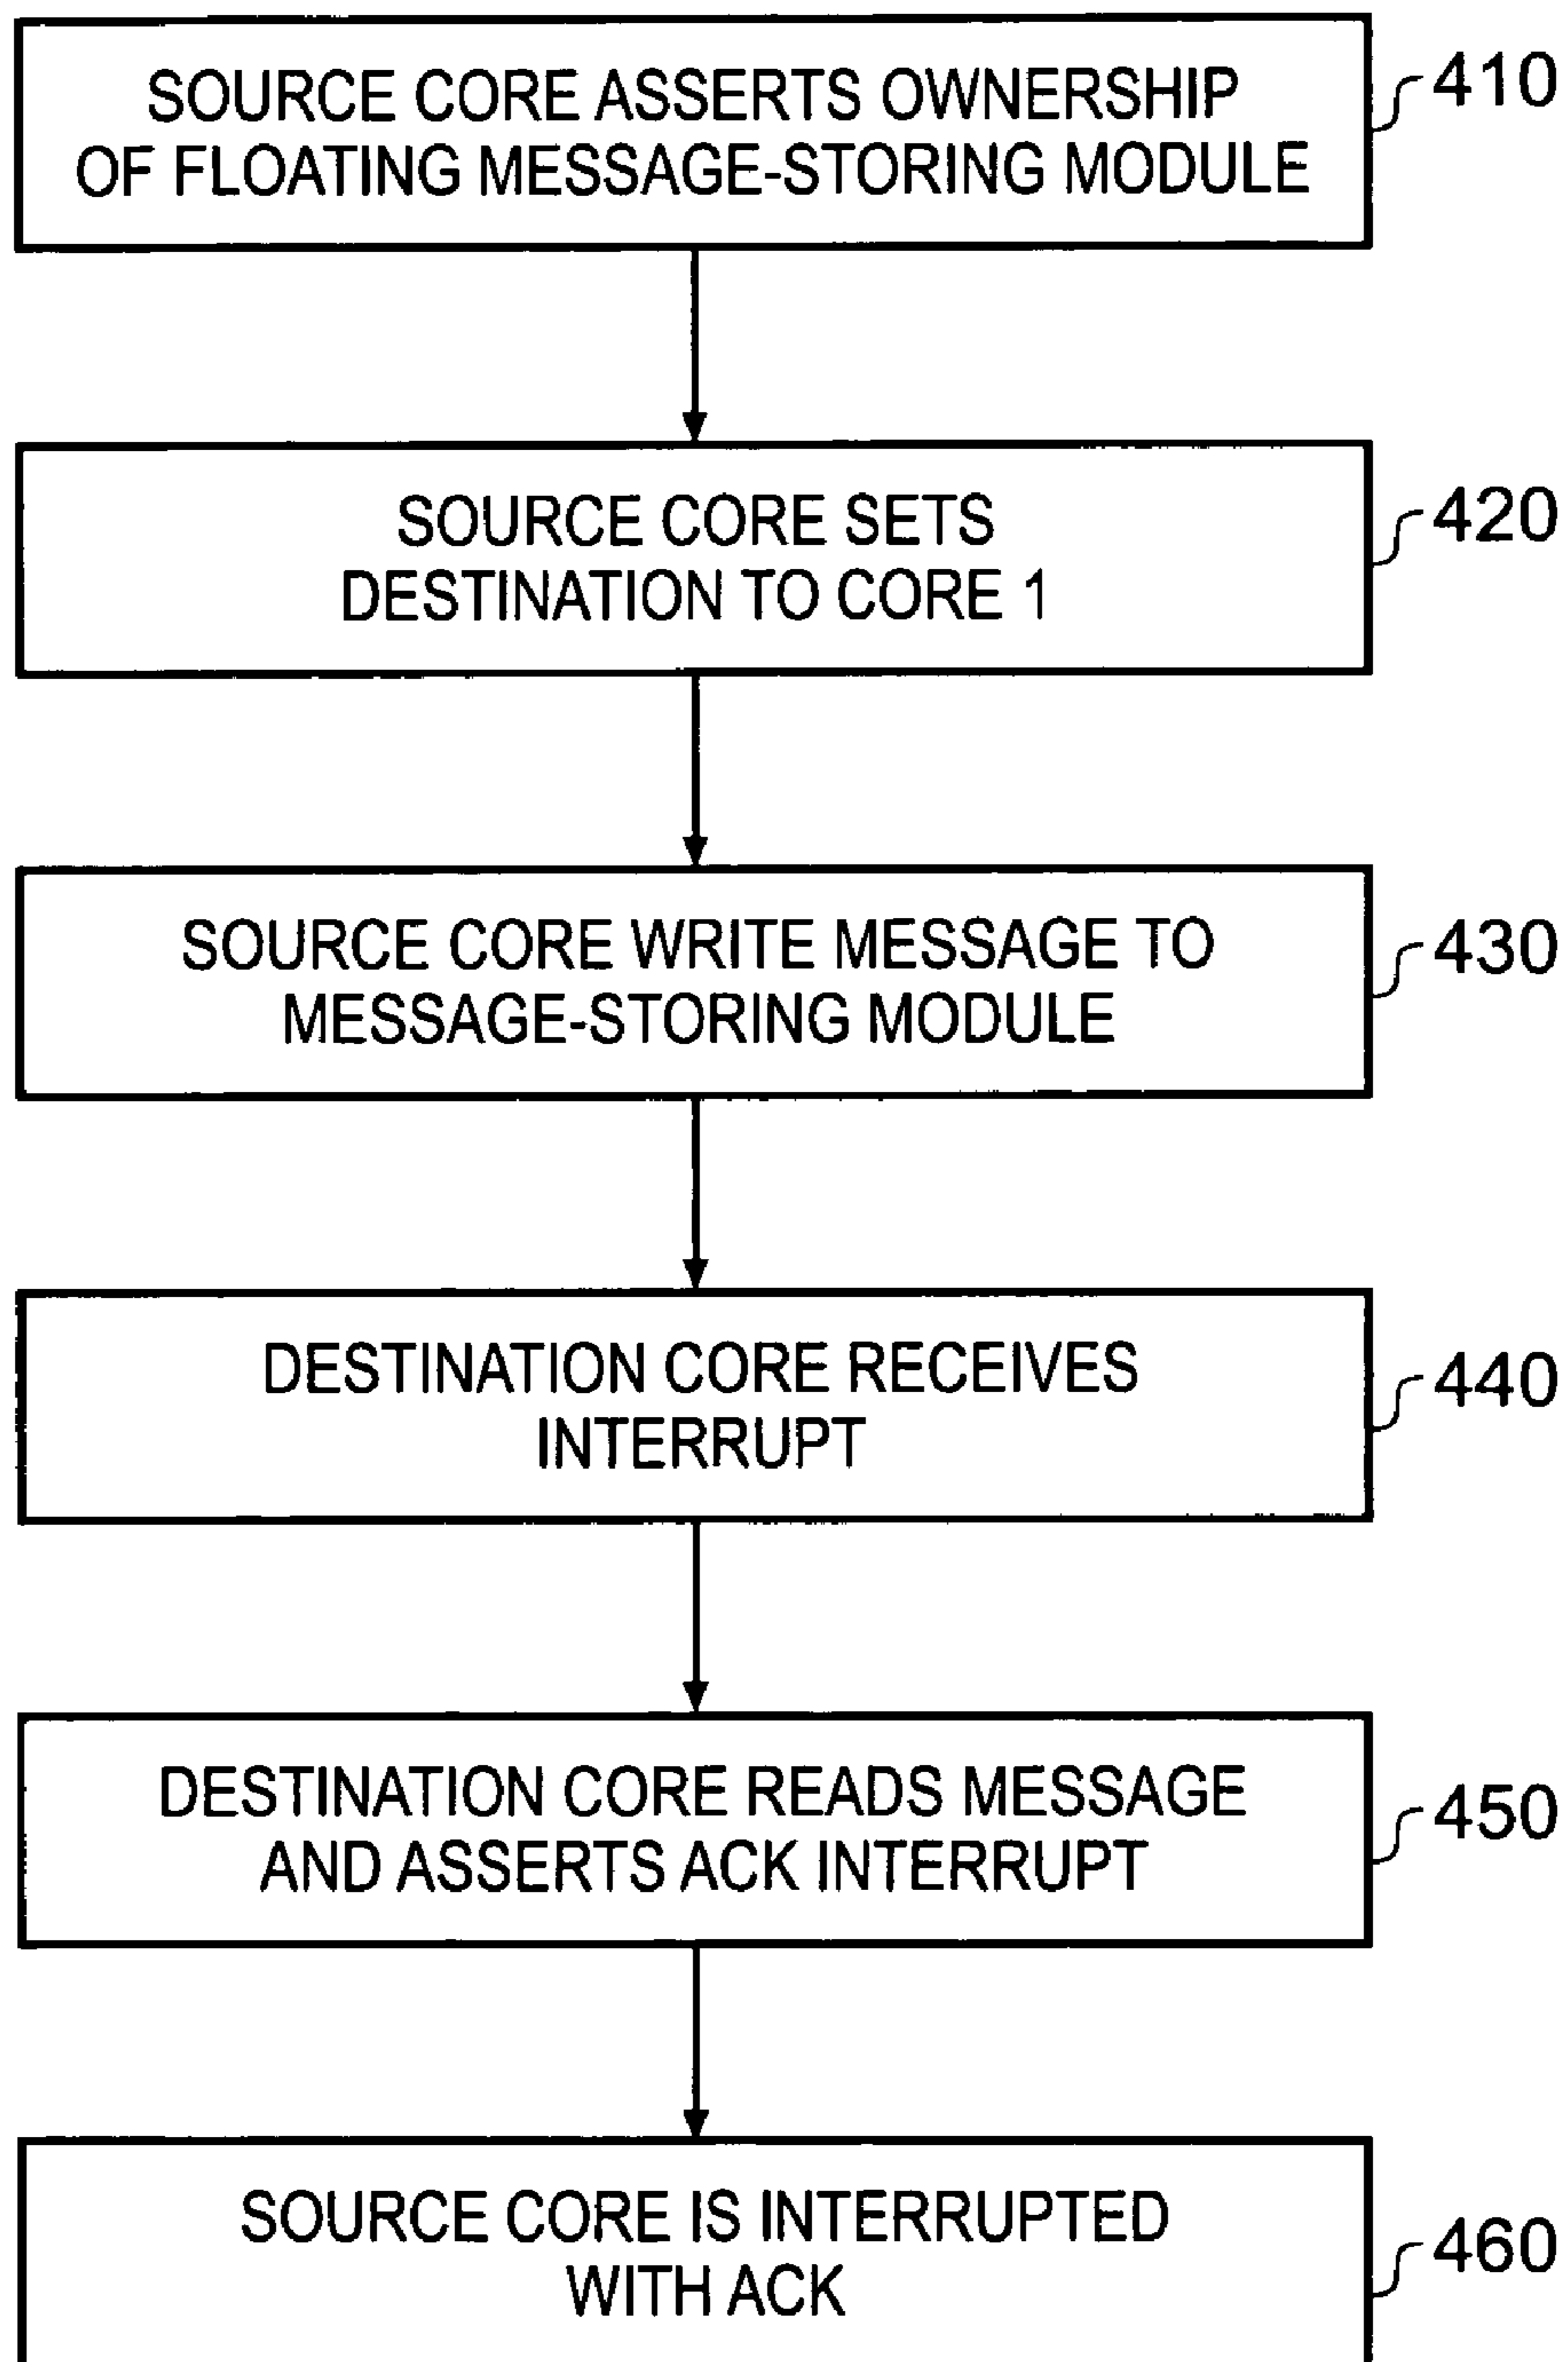 SOURCE CORE ASSERTS OWNERSHIP
OF FLOATING MESSAGE-STORING MODULE
410
SOURCE CORE SETS
DESTINATION TO CORE 1
420
SOURCE CORE WRITE MESSAGE TO
MESSAGE-STORING MODULE
430
DESTINATION CORE RECEIVES
INTERRUPT
440
DESTINATION CORE READS MESSAGE
AND ASSERTS ACK INTERRUPT
450
SOURCE CORE IS INTERRUPTED
WITH ACK
460